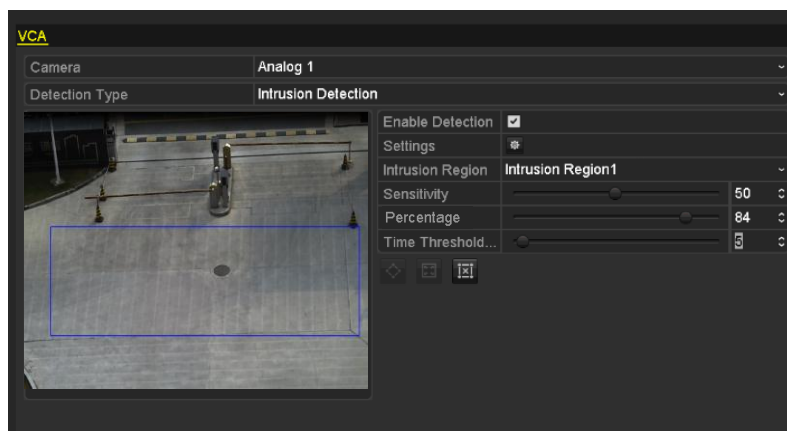 VCA
Camera Analog 1
Detection Type Intrusion Detection
Enable Detection
Settings
Intrusion Region Intrusion Region1
Sensitivity 50
Percentage 84
Time Threshold... 5